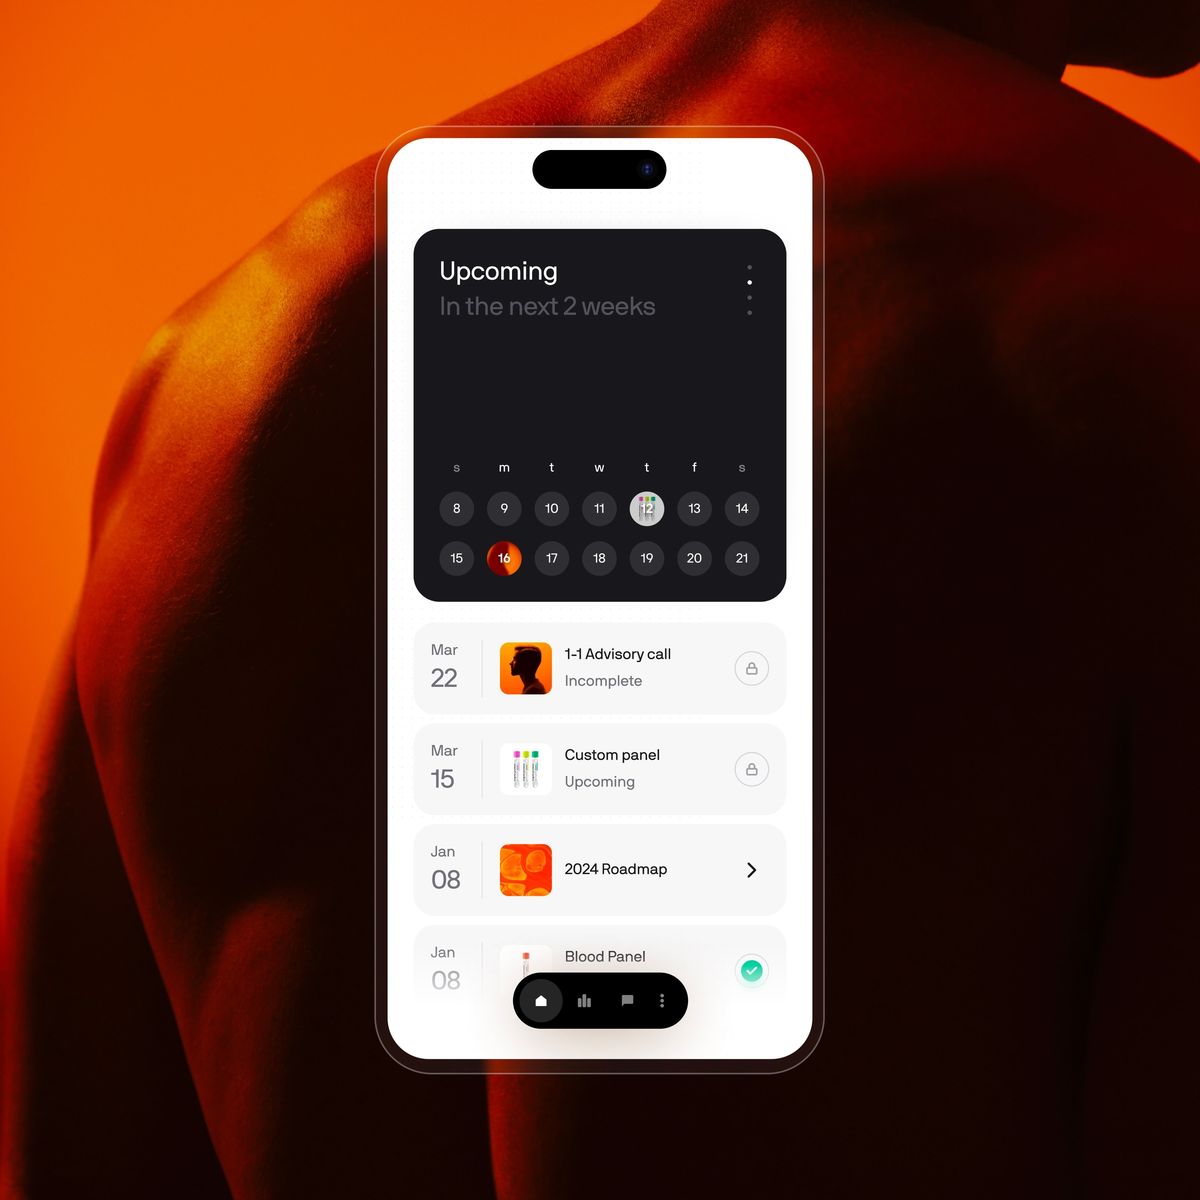 Upcoming
In the next 2 weeks
s m t w t f s
8 9 10 11 12 13 14
15 16 17 18 19 20 21
Mar
22
1-1 Advisory call
Incomplete
Mar
15
Custom panel
Upcoming
Jan
08
2024 Roadmap
Jan
08
Blood Panel